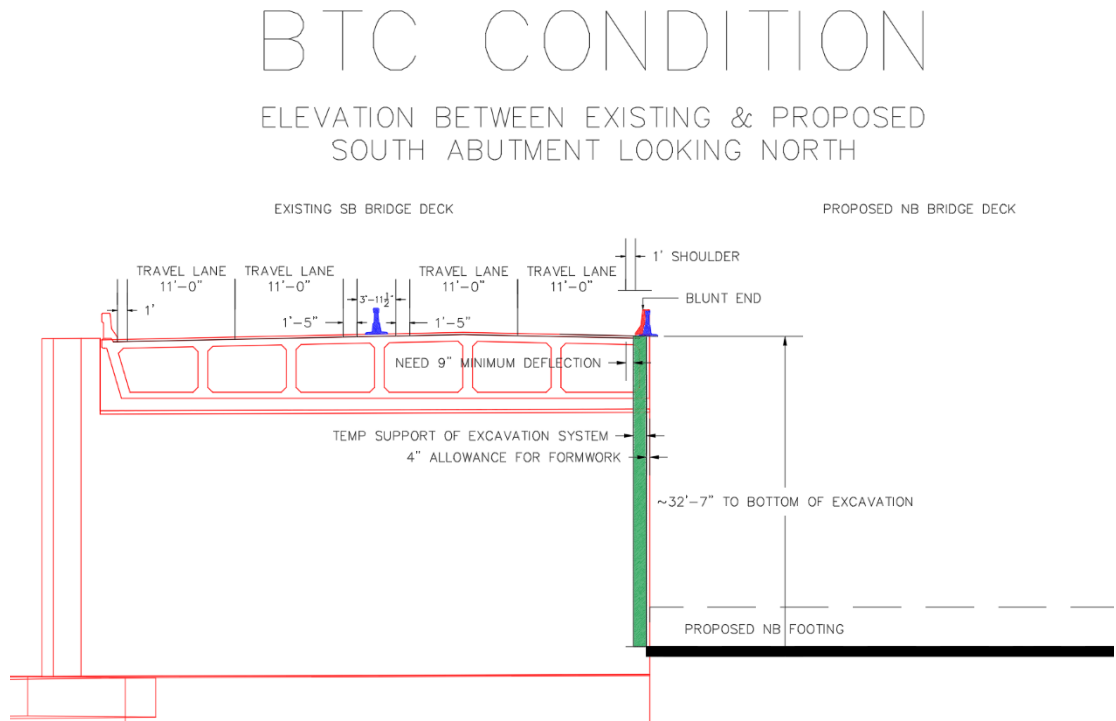 BTC CONDITION
ELEVATION BETWEEN EXISTING & PROPOSED
SOUTH ABUTMENT LOOKING NORTH
EXISTING SB BRIDGE DECK
PROPOSED NB BRIDGE DECK
1' SHOULDER
TRAVEL LANE
11'-0"
TRAVEL LANE
11'-0"
TRAVEL LANE
11'-0"
TRAVEL LANE
11'-0"
3'-11½"
BLUNT END
1'
1'-5"
1'-5"
NEED 9" MINIMUM DEFLECTION
TEMP SUPPORT OF EXCAVATION SYSTEM
4" ALLOWANCE FOR FORMWORK
~32'-7" TO BOTTOM OF EXCAVATION
PROPOSED NB FOOTING